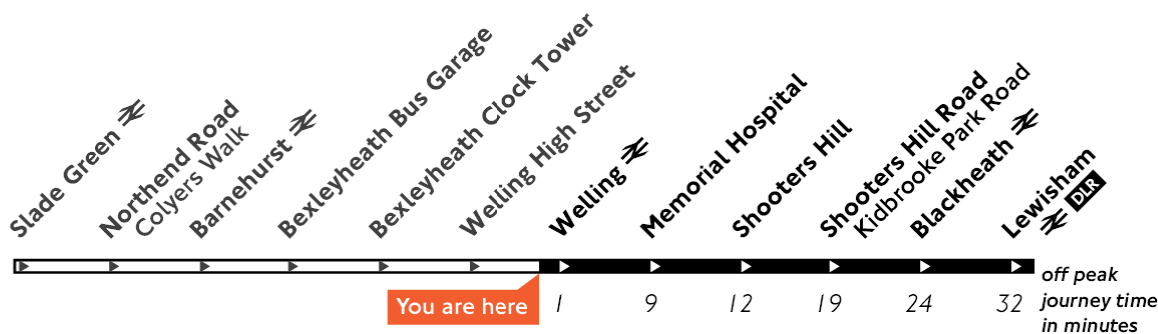 Slade Green
Northend Road
Colyers Walk
Barnehurst
Bexleyheath Bus Garage
Bexleyheath Clock Tower
Welling High Street
Welling
Memorial Hospital
Shooters Hill
Shooters Hill Road
Kidbrooke Park Road
Blackheath
Lewisham
DLR
You are here
1 9 12 19 24 32
off peak
journey time
in minutes